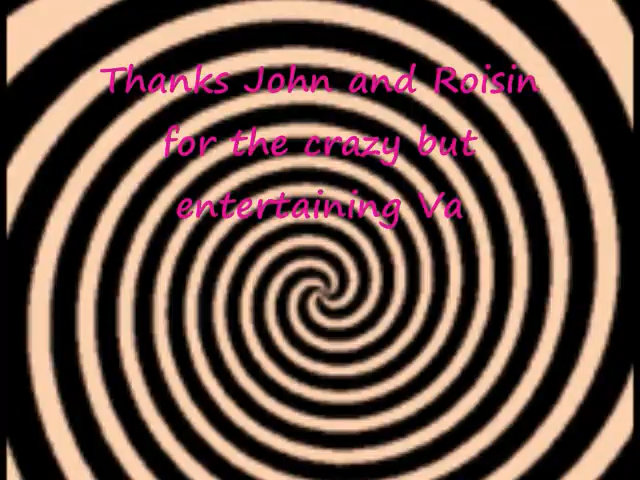 Thanks John and Roisin
for the crazy but
entertaining Va